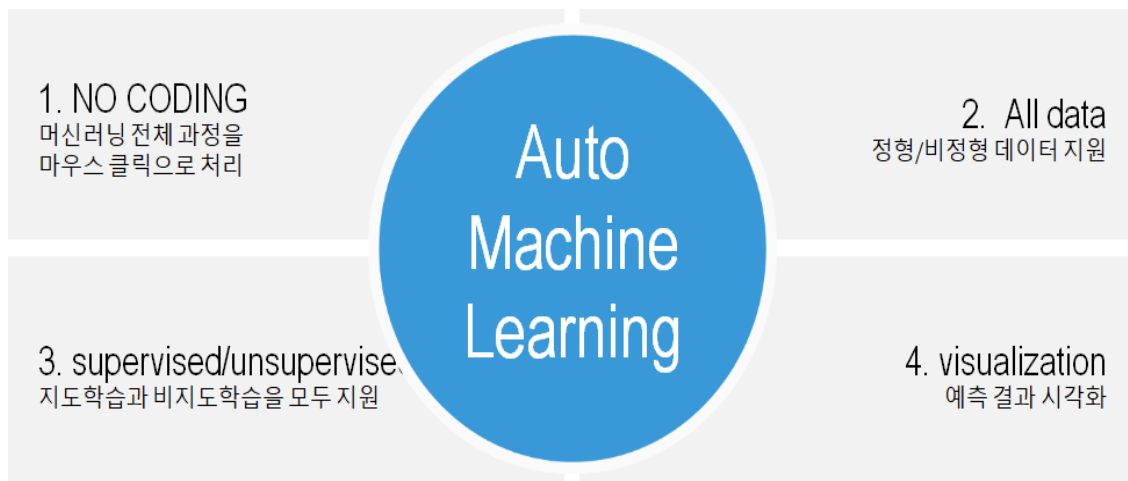 1. NO CODING
머신러닝 전체 과정을
마우스 클릭으로 처리
2. All data
정형/비정형 데이터 지원
Auto
Machine
Learning
3. supervised/unsupervise
지도학습과 비지도학습을 모두 지원
4. visualization
예측 결과 시각화